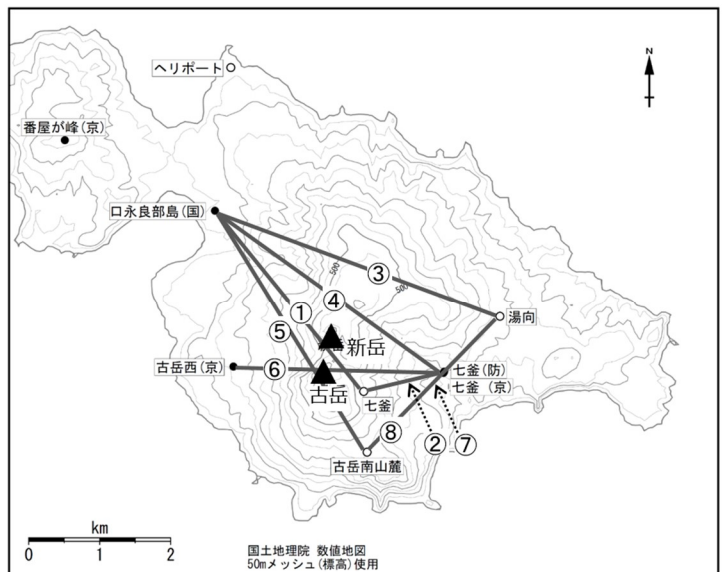 ヘリポート
N
番屋が峰(京)
口永良部島(国)
500
③
500
④
①
⑤
湯向
新岳
古岳西(京)
⑥
古岳
七釜(防)
七釜(京)
七釜
⑧
②
⑦
古岳南山麓
km
0 1 2
国土地理院 数値地図
50mメッシュ(標高)使用